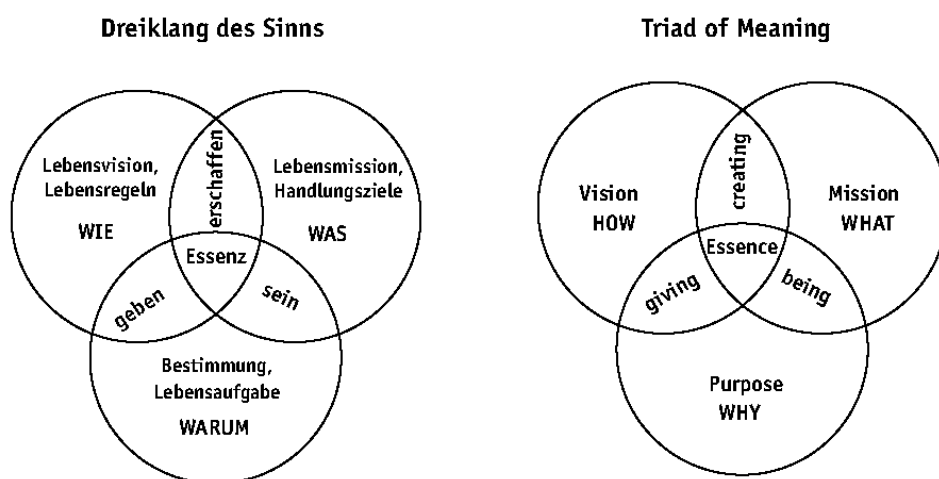 Dreiklang des Sinns
Lebensvision,
Lebensregeln
WIE
erschaffen
Lebensmission,
Handlungsziele
WAS
Essenz
geben
sein
Bestimmung,
Lebensaufgabe
WARUM
Triad of Meaning
Vision
HOW
creating
Mission
WHAT
Essence
giving
being
Purpose
WHY